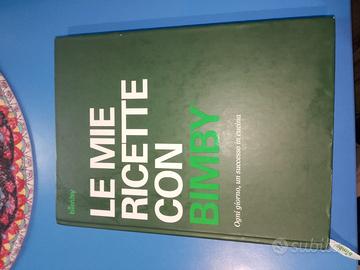 bimby
LE MIE
RICETTE
CON
BIMBY
Ogni giorno, un successo in cucina
subito